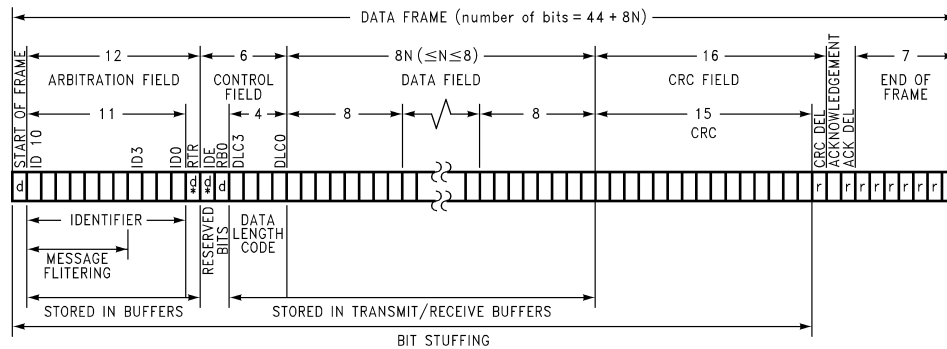 DATA FRAME (number of bits = 44 + 8N)
12
6
8N (≤N≤8)
16
7
ARBITRATION FIELD
CONTROL
FIELD
DATA FIELD
CRC FIELD
END OF
FRAME
11
4
8
8
15
CRC
START OF FRAME
ID 10
ID3
ID0
RTR
IDE
RB0
DLC3
DLC0
CRC DEL
ACKNOWLEDGEMENT
ACK DEL
d
d
*
d
*
d
r
r
r
r
r
r
r
r
r
IDENTIFIER
MESSAGE
FLITERING
RESERVED
BITS
DATA
LENGTH
CODE
STORED IN BUFFERS
STORED IN TRANSMIT/RECEIVE BUFFERS
BIT STUFFING